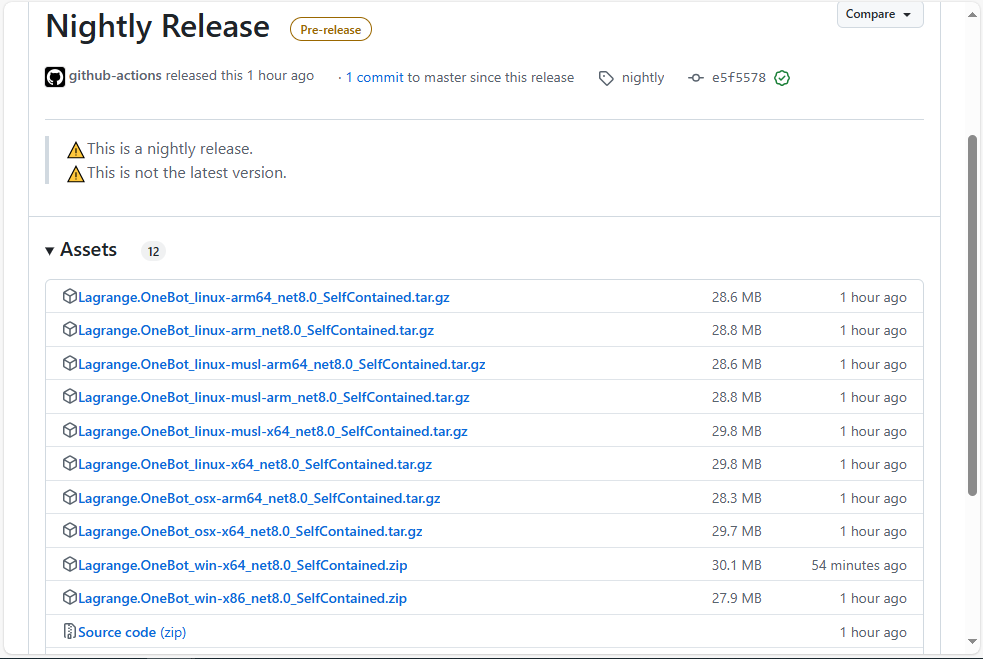 Nightly Release Pre-release Compare
github-actions released this 1 hour ago · 1 commit to master since this release nightly e5f5578
⚠️This is a nightly release.
⚠️This is not the latest version.
Assets 12
Lagrange.OneBot_linux-arm64_net8.0_SelfContained.tar.gz 28.6 MB 1 hour ago
Lagrange.OneBot_linux-arm_net8.0_SelfContained.tar.gz 28.8 MB 1 hour ago
Lagrange.OneBot_linux-musl-arm64_net8.0_SelfContained.tar.gz 28.6 MB 1 hour ago
Lagrange.OneBot_linux-musl-arm_net8.0_SelfContained.tar.gz 28.8 MB 1 hour ago
Lagrange.OneBot_linux-musl-x64_net8.0_SelfContained.tar.gz 29.8 MB 1 hour ago
Lagrange.OneBot_linux-x64_net8.0_SelfContained.tar.gz 29.8 MB 1 hour ago
Lagrange.OneBot_osx-arm64_net8.0_SelfContained.tar.gz 28.3 MB 1 hour ago
Lagrange.OneBot_osx-x64_net8.0_SelfContained.tar.gz 29.7 MB 1 hour ago
Lagrange.OneBot_win-x64_net8.0_SelfContained.zip 30.1 MB 54 minutes ago
Lagrange.OneBot_win-x86_net8.0_SelfContained.zip 27.9 MB 1 hour ago
Source code (zip) 1 hour ago